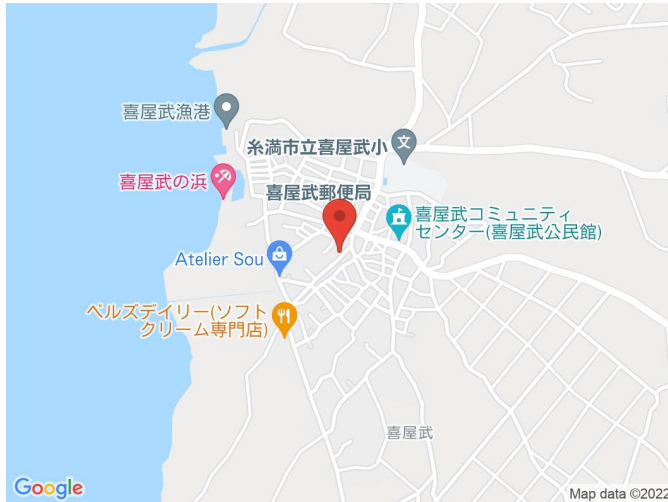 喜屋武漁港
糸満市立喜屋武小
文
喜屋武の浜
喜屋武郵便局
喜屋武コミュニティ
センター(喜屋武公民館)
Atelier Sou
ベルズデイリー(ソフト
クリーム専門店)
喜屋武
Google
Map data ©2022